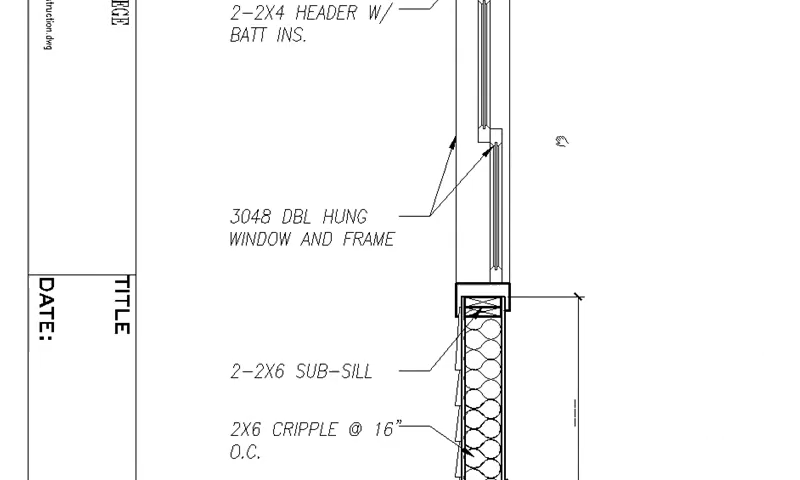 2-2X4 HEADER W/
BATT INS.
3048 DBL HUNG
WINDOW AND FRAME
2-2X6 SUB-SILL
2X6 CRIPPLE @ 16"
O.C.
TITLE
DATE: